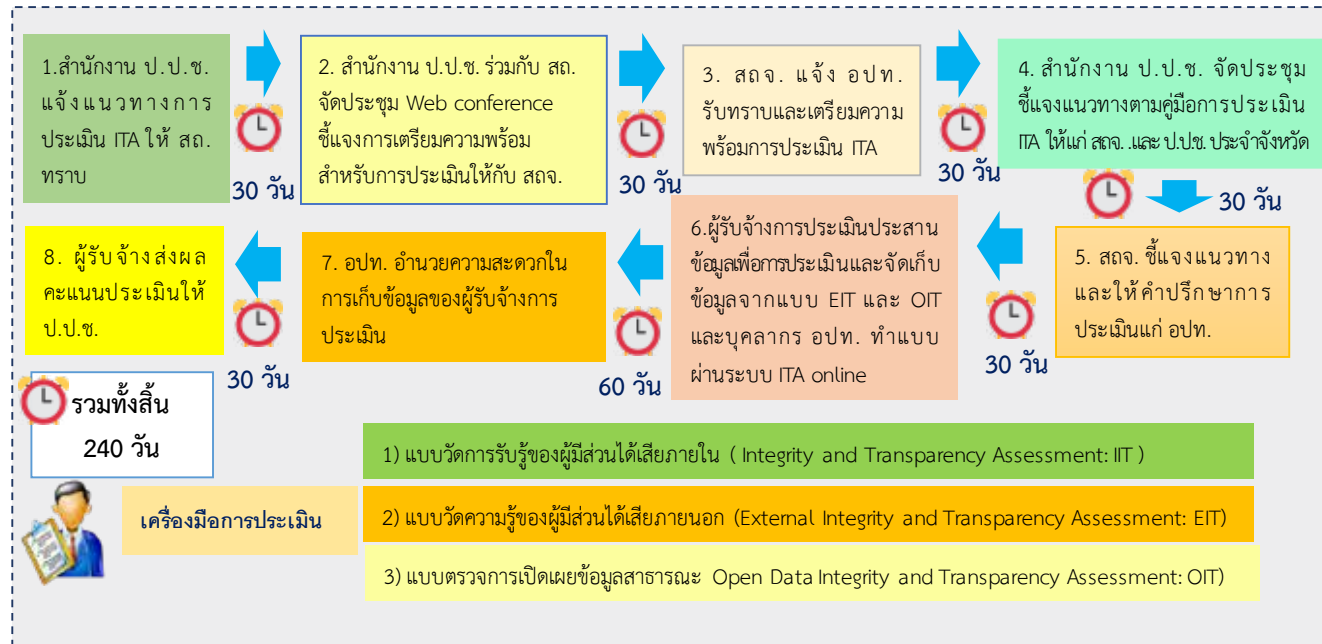 1.สำนักงาน ป.ป.ช.
แจ้งแนวทางการ
ประเมิน ITA ให้ สถ.
ทราบ
30 วัน
2. สำนักงาน ป.ป.ช. ร่วมกับ สถ.
จัดประชุม Web conference
ชี้แจงการเตรียมความพร้อม
สำหรับการประเมินให้กับ สถจ.
30 วัน
3. สถจ. แจ้ง อปท.
รับทราบและเตรียมความ
พร้อมการประเมิน ITA
30 วัน
4. สำนักงาน ป.ป.ช. จัดประชุม
ชี้แจงแนวทางตามคู่มือการประเมิน
ITA ให้แก่ สถจ. .และ ป.ป.ช. ประจำจังหวัด
30 วัน
5. สถจ. ชี้แจงแนวทาง
และให้คำปรึกษาการ
ประเมินแก่ อปท.
30 วัน
6.ผู้รับจ้างการประเมินประสาน
ข้อมูลเพื่อการประเมินและจัดเก็บ
ข้อมูลจากแบบ EIT และ OIT
และบุคลากร อปท. ทำแบบ
ผ่านระบบ ITA online
60 วัน
7. อปท. อำนวยความสะดวกใน
การเก็บข้อมูลของผู้รับจ้างการ
ประเมิน
30 วัน
8. ผู้รับจ้างส่งผล
คะแนนประเมินให้
ป.ป.ช.
รวมทั้งสิ้น
240 วัน
เครื่องมือการประเมิน
1) แบบวัดการรับรู้ของผู้มีส่วนได้เสียภายใน ( Integrity and Transparency Assessment: IIT )
2) แบบวัดความรู้ของผู้มีส่วนได้เสียภายนอก (External Integrity and Transparency Assessment: EIT)
3) แบบตรวจการเปิดเผยข้อมูลสาธารณะ Open Data Integrity and Transparency Assessment: OIT)